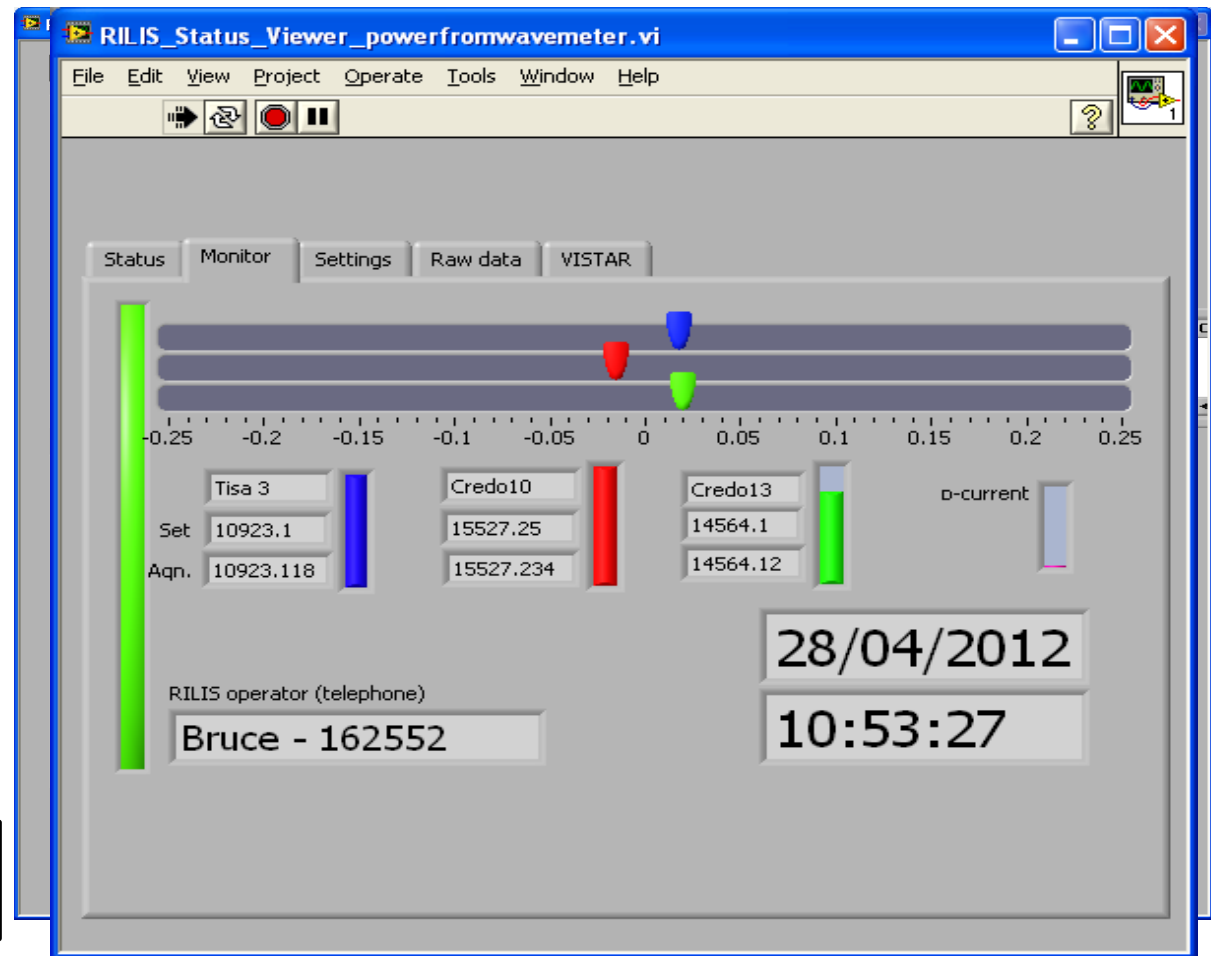 RILIS_Status_Viewer_powerfromwavemeter.vi
File Edit View Project Operate Tools Window Help
1
Status Monitor Settings Raw data VISTAR
-0.25 -0.2 -0.15 -0.1 -0.05 0 0.05 0.1 0.15 0.2 0.25
Tisa 3 Credo10 Credo13 p-current
Set 10923.1 15527.25 14564.1
Aqn. 10923.118 15527.234 14564.12
28/04/2012
RILIS operator (telephone)
Bruce - 162552
10:53:27